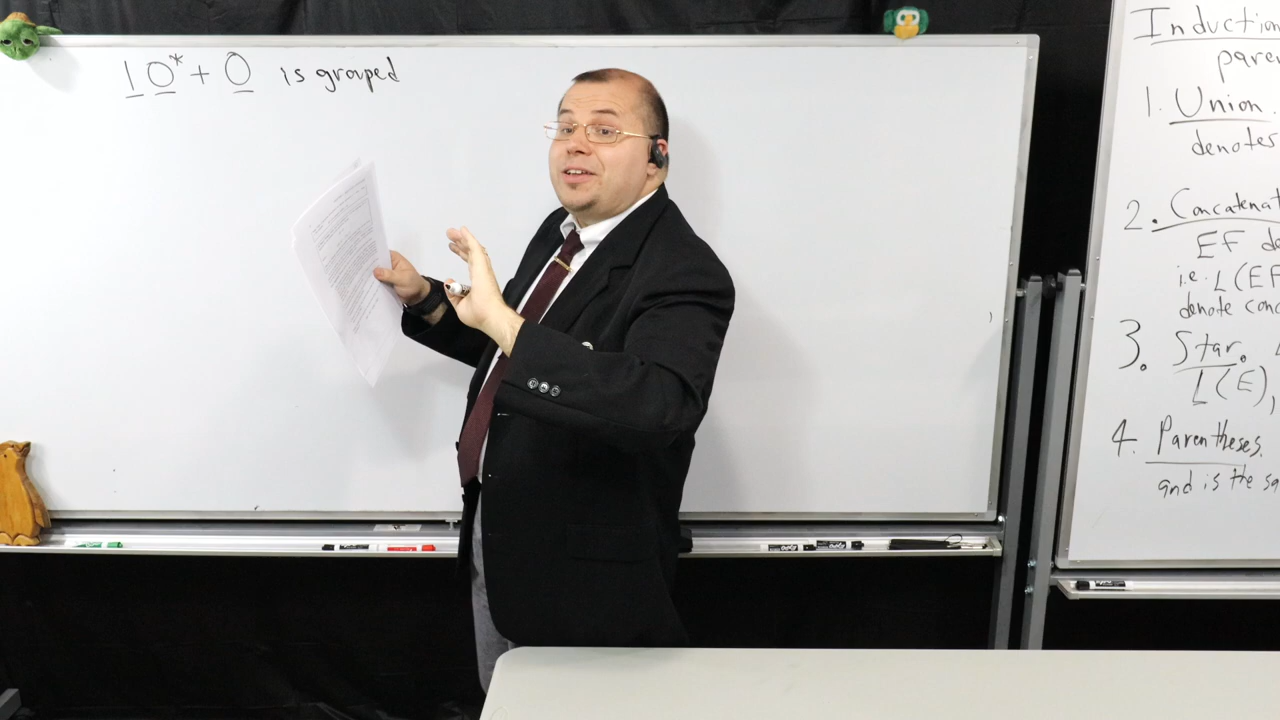 10* + 0 is grouped
Induction
paren
1. Union
denotes
2. Concatenat
EF de
i.e. L(EF
denote conc
3. Star.
L(E),
4. Parentheses.
and is the sa